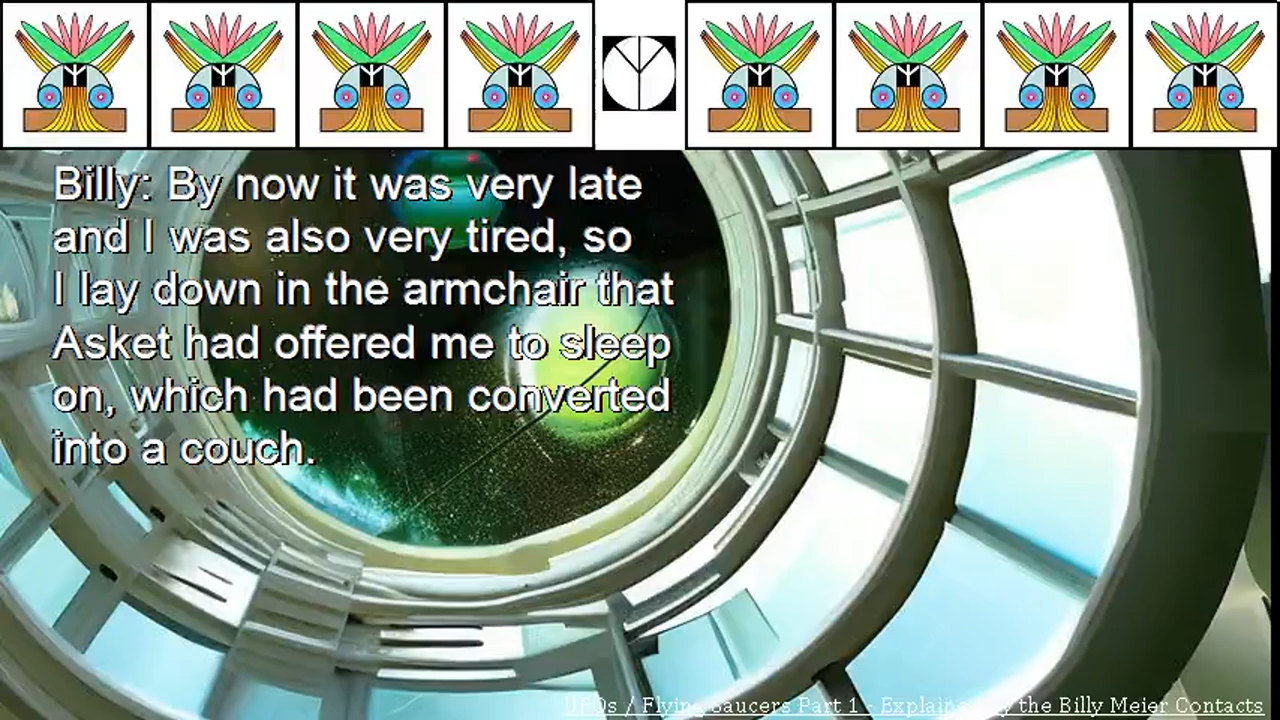 Billy: By now it was very late
and I was also very tired, so
I lay down in the armchair that
Asket had offered me to sleep
on, which had been converted
into a couch.
UFOs / Flying Saucers Part 1 - Explained by the Billy Meier Contacts